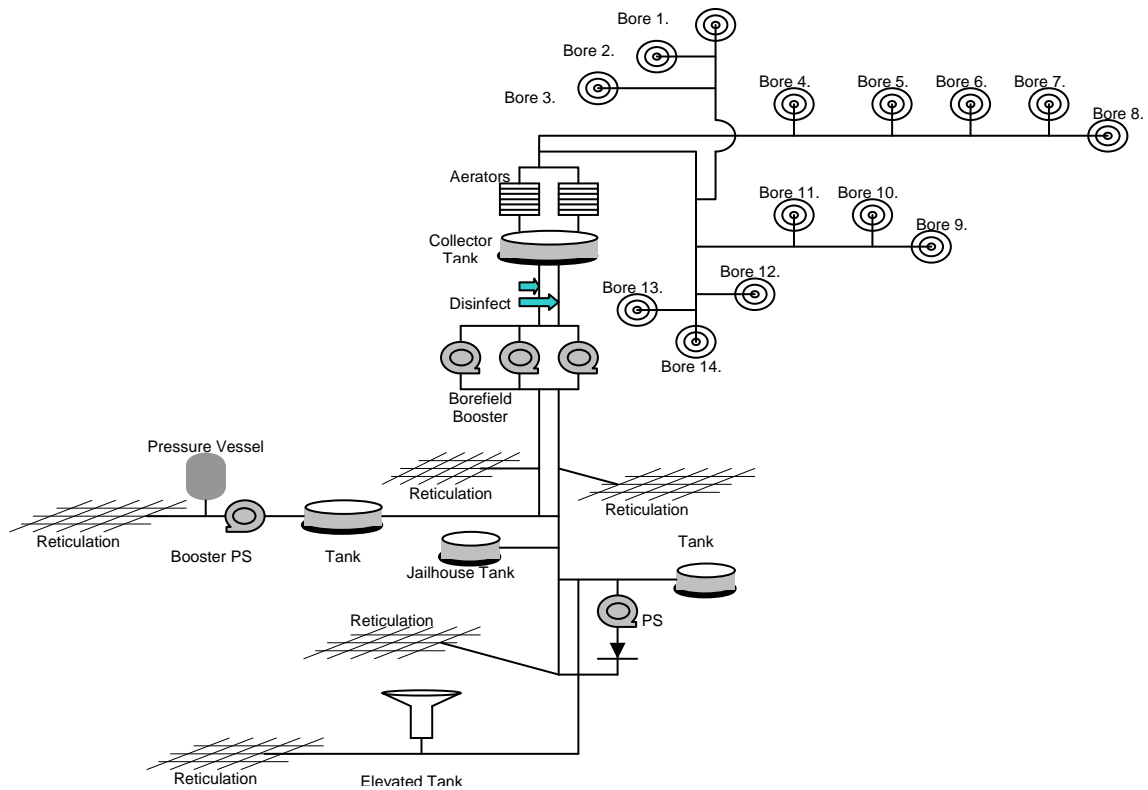 Bore 1.
Bore 2.
Bore 3.
Bore 4.
Bore 5.
Bore 6.
Bore 7.
Bore 8.
Aerators
Bore 11.
Bore 10.
Bore 9.
Collector
Tank
Bore 12.
Bore 13.
Disinfect
Bore 14.
Borefield
Booster
Pressure Vessel
Reticulation
Reticulation
Reticulation
Booster PS
Tank
Jailhouse Tank
Tank
Reticulation
PS
Reticulation
Elevated Tank